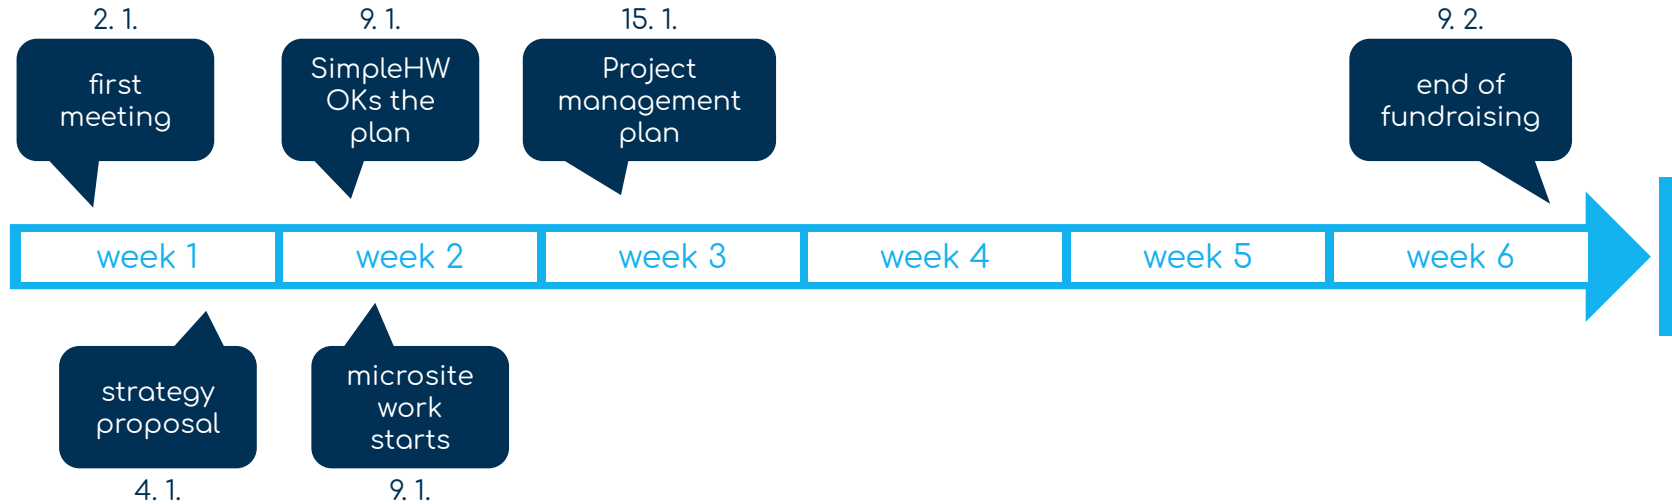 2. 1.
9. 1.
15. 1.
9. 2.
first
meeting
SimpleHW
OKs the
plan
Project
management
plan
end of
fundraising
week 1
week 2
week 3
week 4
week 5
week 6
strategy
proposal
microsite
work
starts
4. 1.
9. 1.